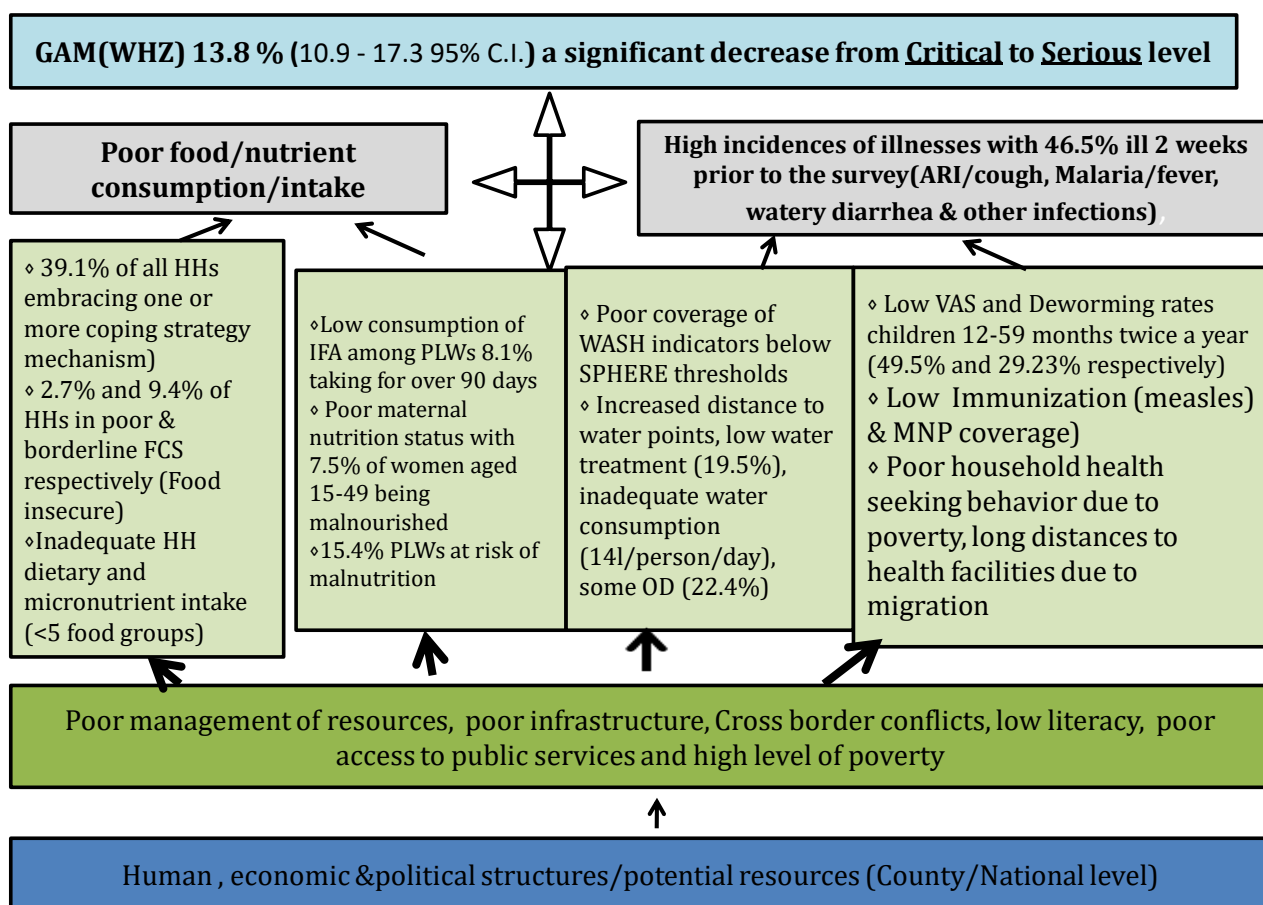 GAM(WHZ) 13.8 % (10.9 - 17.3 95% C.I.) a significant decrease from Critical to Serious level
Poor food/nutrient
consumption/intake
High incidences of illnesses with 46.5% ill 2 weeks
prior to the survey(ARI/cough, Malaria/fever,
watery diarrhea & other infections),
◊ 39.1% of all HHs
embracing one or
more coping strategy
mechanism)
◊ 2.7% and 9.4% of
HHs in poor &
borderline FCS
respectively (Food
insecure)
◊Inadequate HH
dietary and
micronutrient intake
(<5 food groups)
◊Low consumption of
IFA among PLWs 8.1%
taking for over 90 days
◊ Poor maternal
nutrition status with
7.5% of women aged
15-49 being
malnourished
◊15.4% PLWs at risk of
malnutrition
◊ Poor coverage of
WASH indicators below
SPHERE thresholds
◊ Increased distance to
water points, low water
treatment (19.5%),
inadequate water
consumption
(14l/person/day),
some OD (22.4%)
◊ Low VAS and Deworming rates
children 12-59 months twice a year
(49.5% and 29.23% respectively)
◊ Low Immunization (measles)
& MNP coverage)
◊ Poor household health
seeking behavior due to
poverty, long distances to
health facilities due to
migration
Poor management of resources, poor infrastructure, Cross border conflicts, low literacy, poor
access to public services and high level of poverty
Human , economic &political structures/potential resources (County/National level)